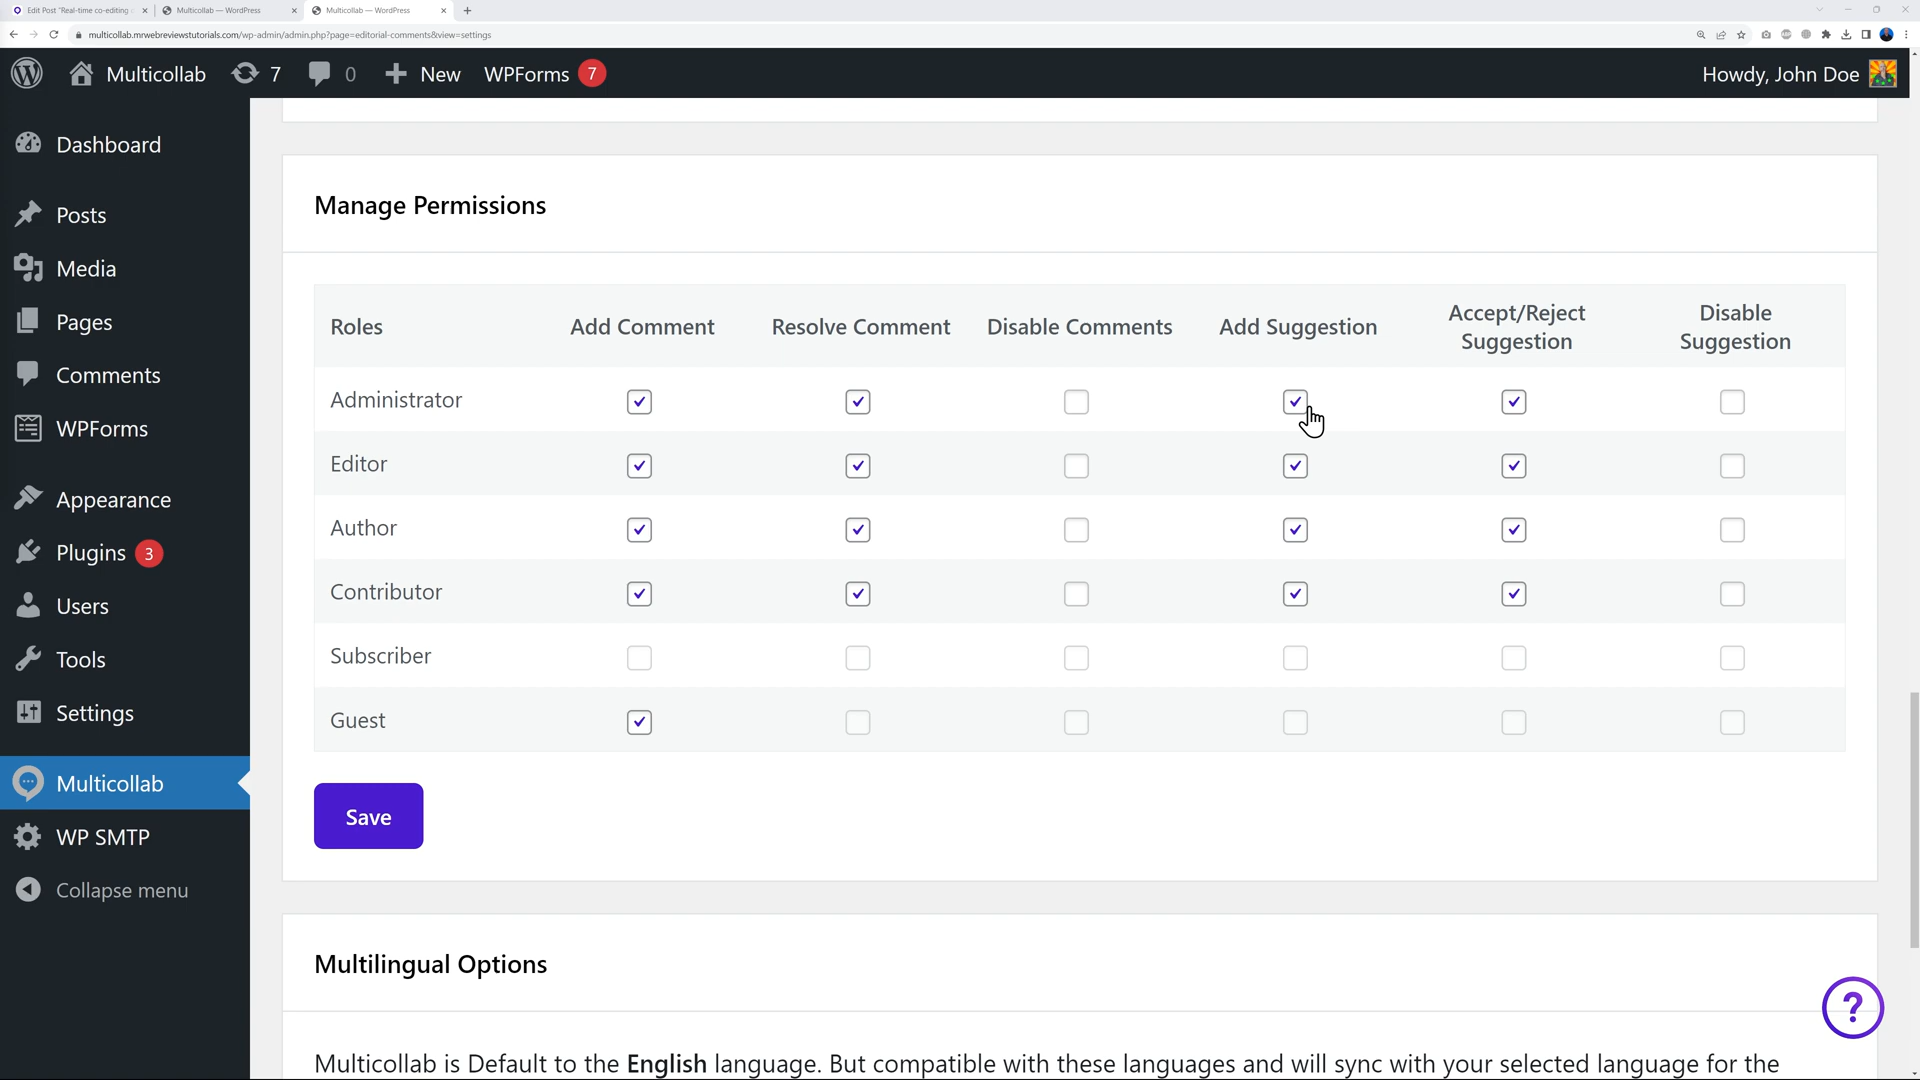 Edit Post "Real-time co-editing
Multicollab — WordPress
Multicollab — WordPress
multicollab.mrwebreviewstutorials.com/wp-admin/admin.php?page=editorial-comments&view=settings
Multicollab
7
0
New
WPForms 7
Howdy, John Doe
Dashboard
Posts
Media
Pages
Comments
WPForms
Appearance
Plugins 3
Users
Tools
Settings
Multicollab
WP SMTP
Collapse menu
Manage Permissions
Roles
Add Comment
Resolve Comment
Disable Comments
Add Suggestion
Accept/Reject
Suggestion
Disable
Suggestion
Administrator
Editor
Author
Contributor
Subscriber
Guest
Save
Multilingual Options
Multicollab is Default to the English language. But compatible with these languages and will sync with your selected language for the
?